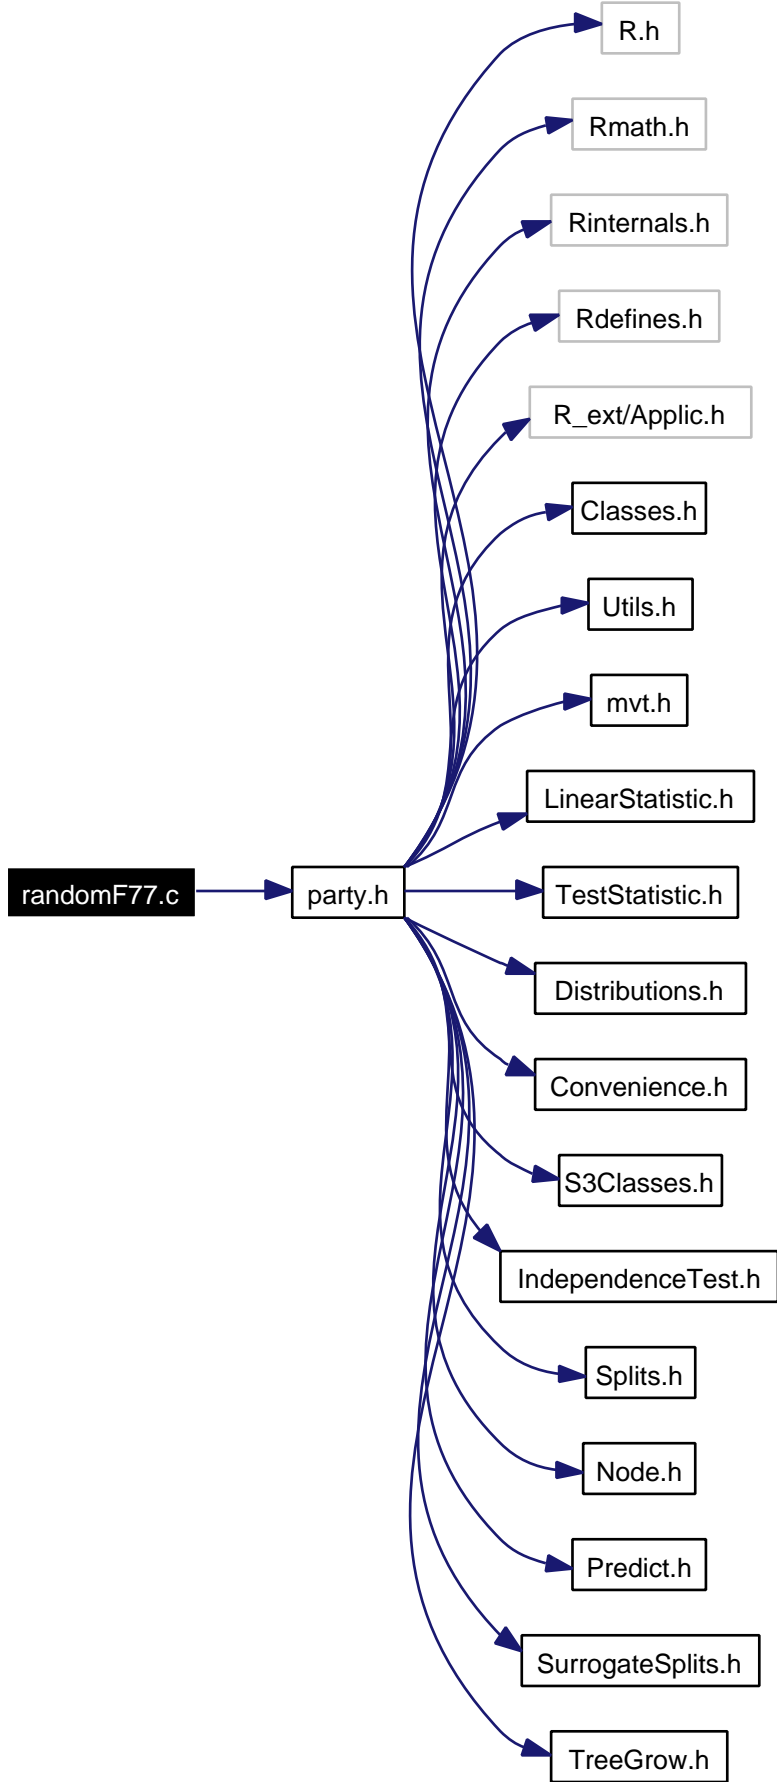 R.h
Rmath.h
Rinternals.h
Rdefines.h
R_ext/Applic.h
Classes.h
Utils.h
mvt.h
LinearStatistic.h
randomF77.c
party.h
TestStatistic.h
Distributions.h
Convenience.h
S3Classes.h
IndependenceTest.h
Splits.h
Node.h
Predict.h
SurrogateSplits.h
TreeGrow.h